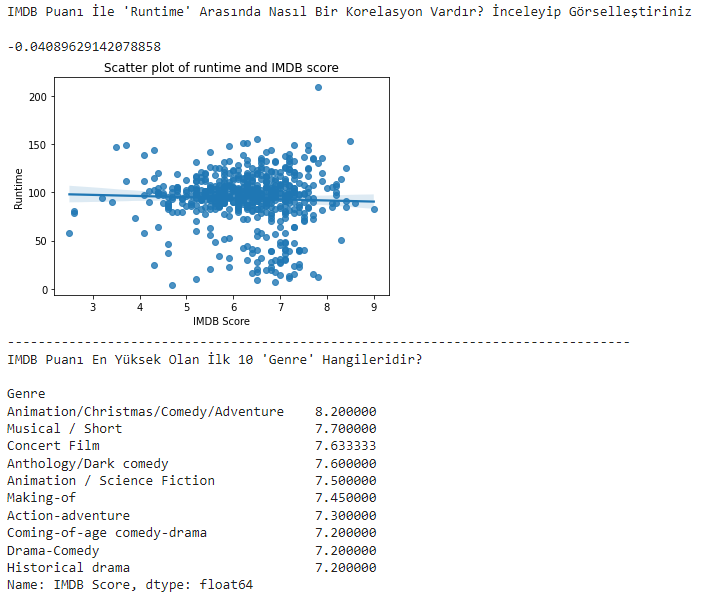 IMDB Puanı İle 'Runtime' Arasında Nasıl Bir Korelasyon Vardır? İnceleyip Görselleştiriniz
-0.04089629142078858
Scatter plot of runtime and IMDB score
200
150
100
50
0
Runtime
3 4 5 6 7 8 9
IMDB Score
---------------------------------------------------------------------------------
IMDB Puanı En Yüksek Olan İlk 10 'Genre' Hangileridir?
Genre
Animation/Christmas/Comedy/Adventure 8.200000
Musical / Short 7.700000
Concert Film 7.633333
Anthology/Dark comedy 7.600000
Animation / Science Fiction 7.500000
Making-of 7.450000
Action-adventure 7.300000
Coming-of-age comedy-drama 7.200000
Drama-Comedy 7.200000
Historical drama 7.200000
Name: IMDB Score, dtype: float64